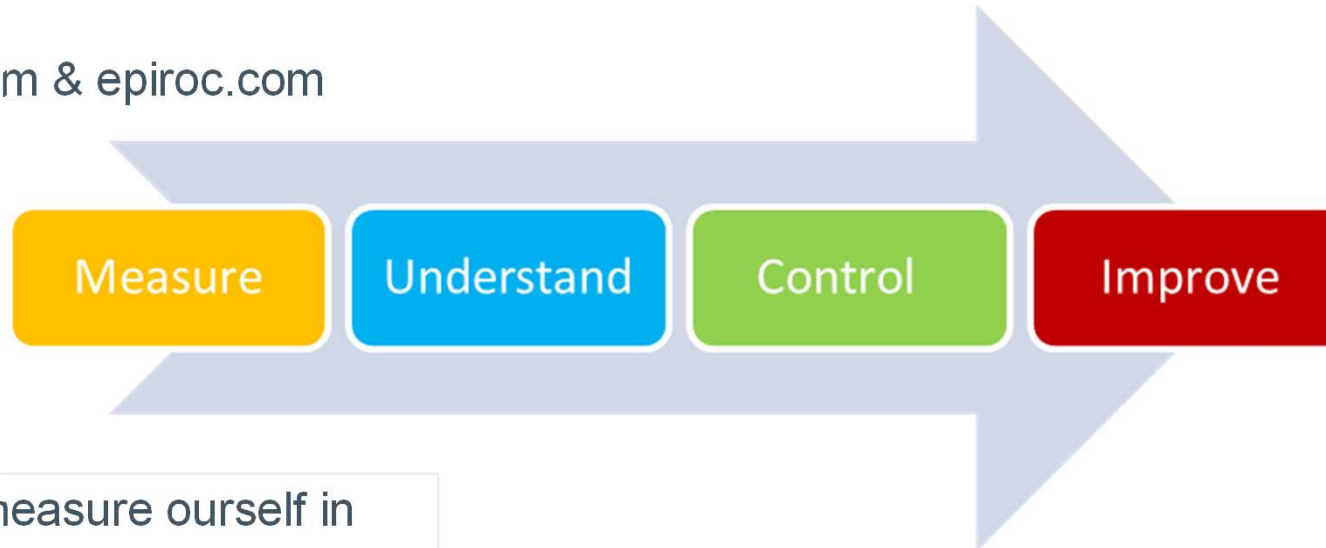 m & epiroc.com
Measure Understand Control Improve
measure ourself in